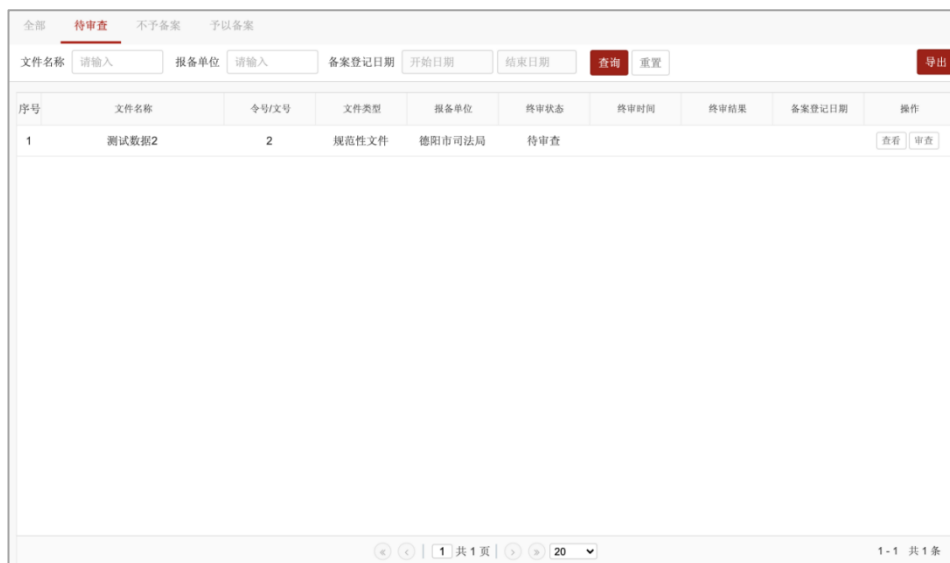 全部 待审查 不予备案 予以备案
文件名称 请输入 报备单位 请输入 备案登记日期 开始日期 结束日期 查询 重置 导出
序号 文件名称 令号/文号 文件类型 报备单位 终审状态 终审时间 终审结果 备案登记日期 操作
1 测试数据2 2 规范性文件 德阳市司法局 待审查 查看 审查
1 共 1 页 20 1 - 1 共 1 条